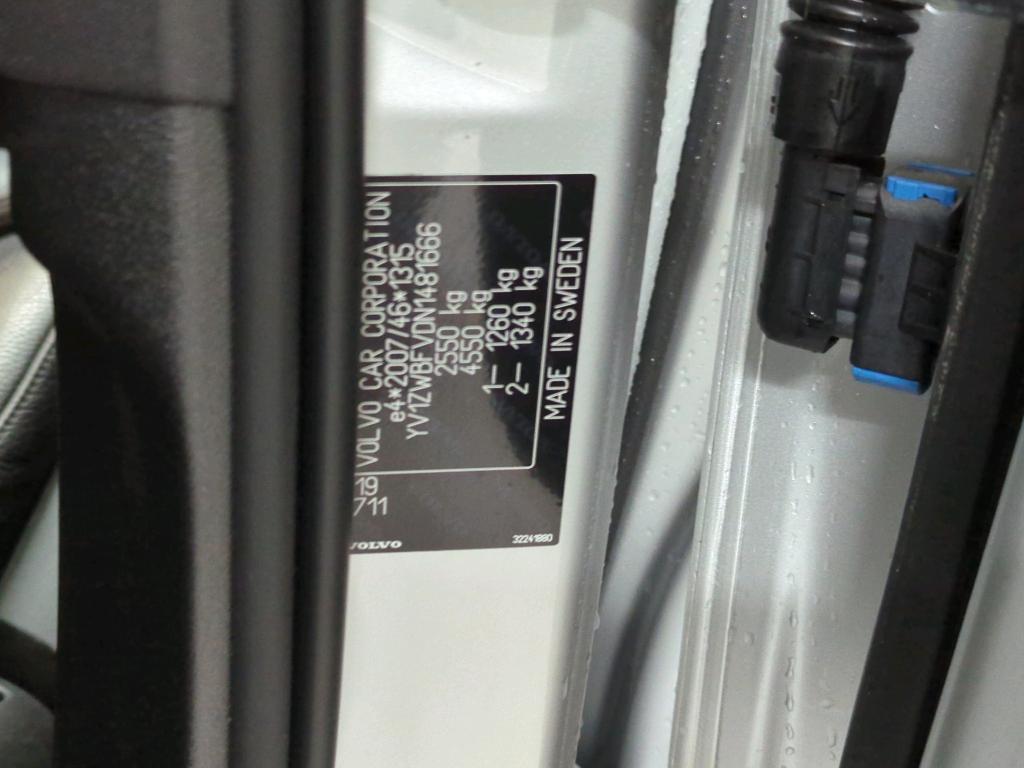 VOLVO CAR CORPORATION
e4*2007/46*1315
YV1ZWBFVDN1481666
2550 kg
4550 kg
1– 1260 kg
2– 1340 kg
MADE IN SWEDEN
719
711
VOLVO
32241880